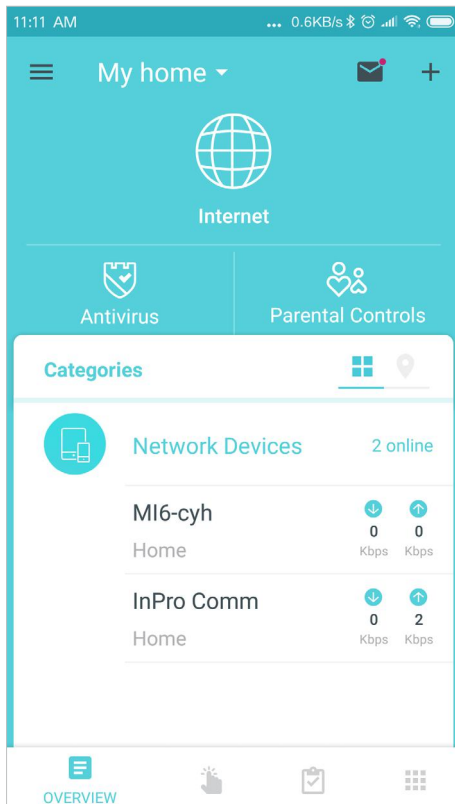 11:11 AM ... 0.6KB/s
My home
Internet
Antivirus Parental Controls
Categories
Network Devices 2 online
MI6-cyh 0 0
Home Kbps Kbps
InPro Comm 0 2
Home Kbps Kbps
OVERVIEW